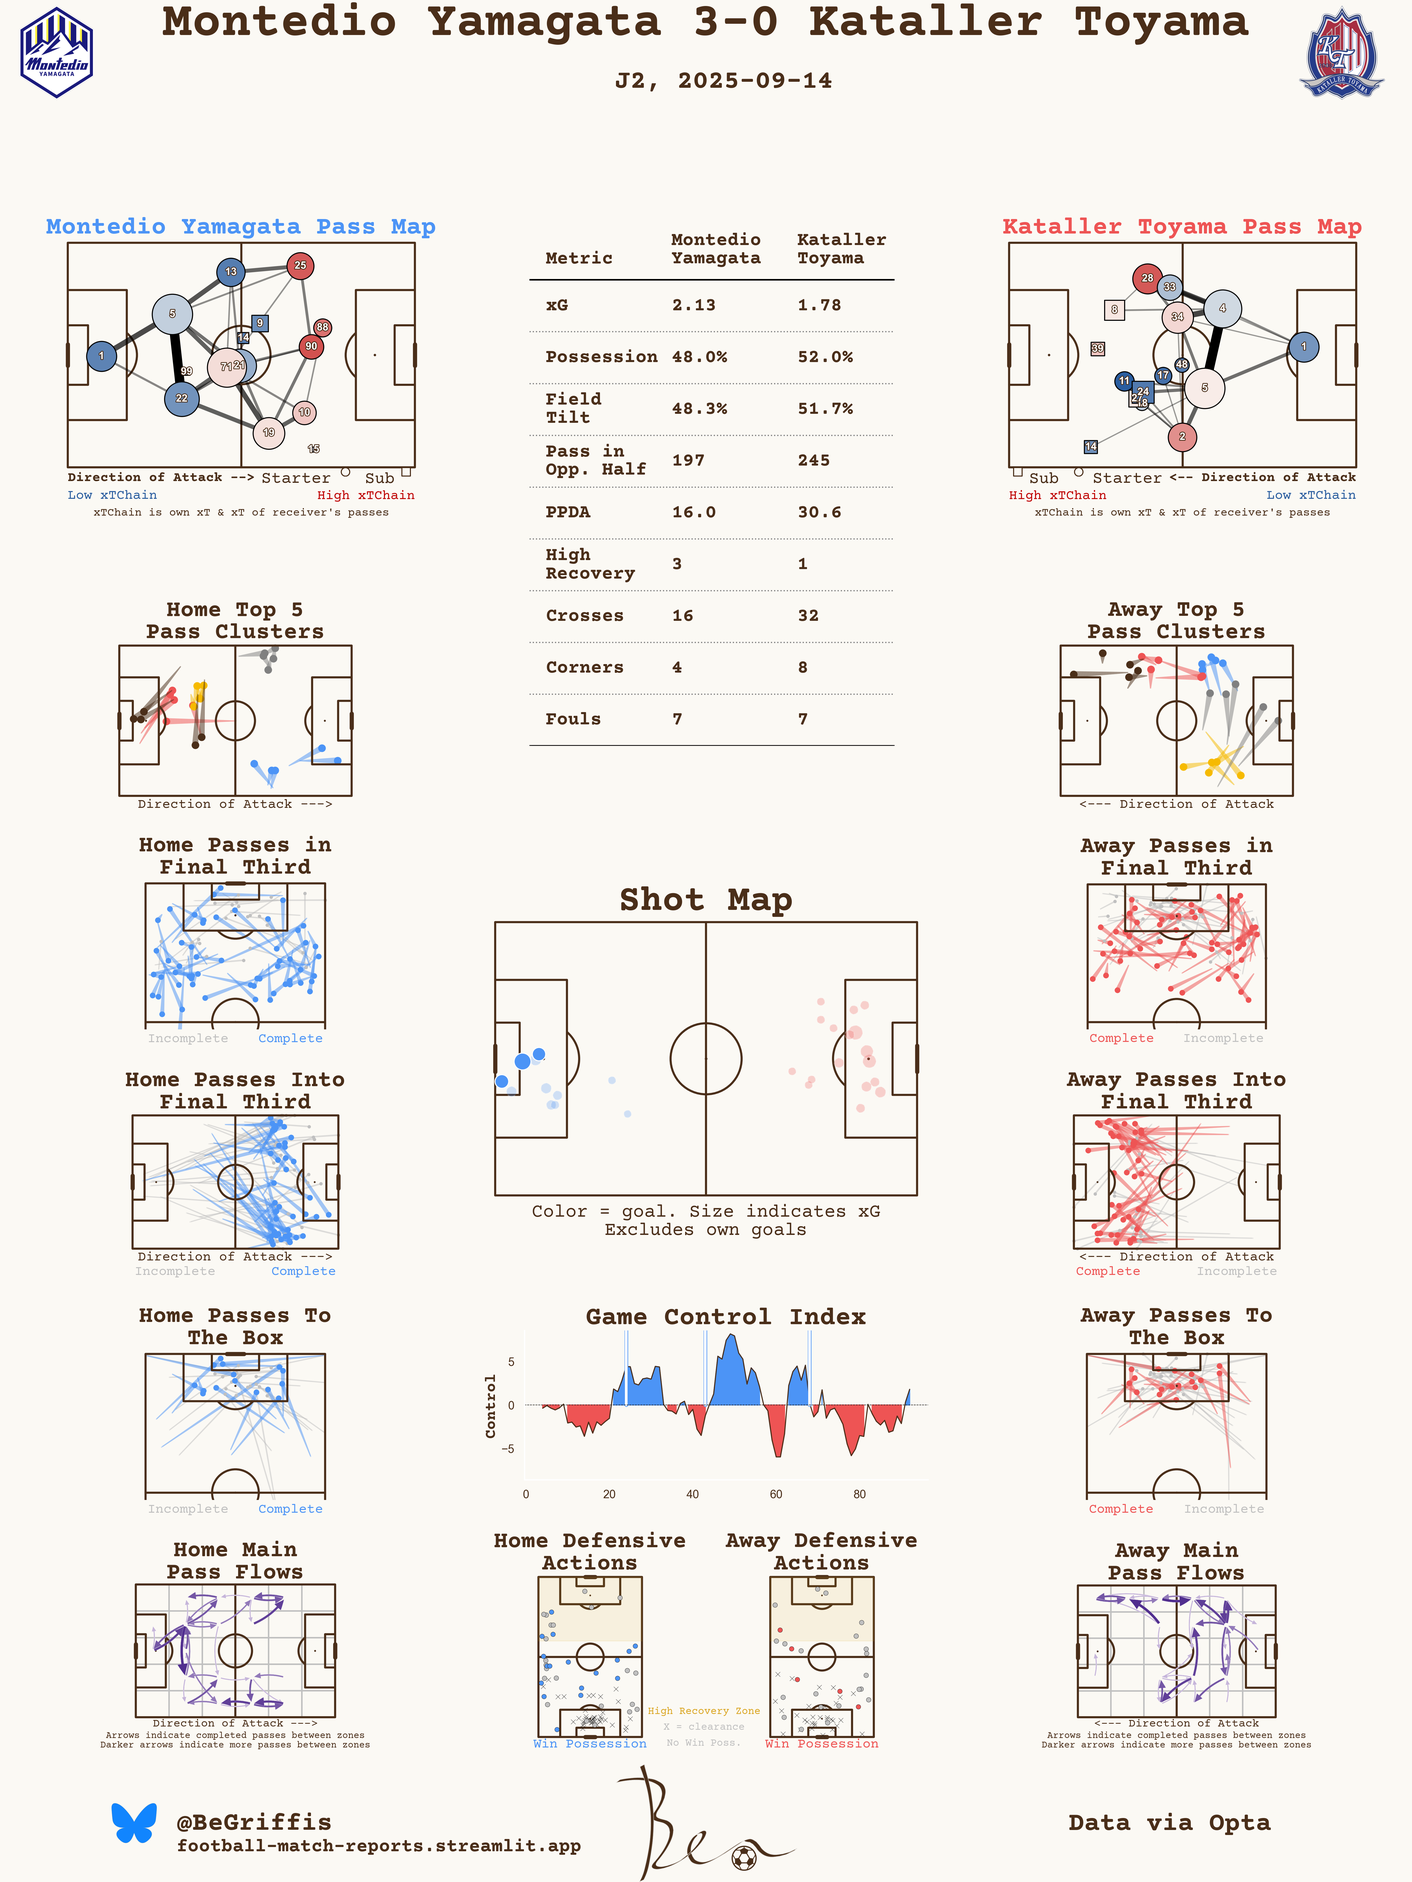 Montedio Yamagata 3-0 Kataller Toyama
J2, 2025-09-14
Montedio
YAMAGATA
KT
KATALLER TOYAMA
Montedio Yamagata Pass Map
13
25
5
9
88
14
90
1
71
21
99
22
10
19
15
Direction of Attack --> Starter Sub
Low xTChain High xTChain
xTChain is own xT & xT of receiver's passes
Metric Montedio Yamagata Kataller Toyama
xG 2.13 1.78
Possession 48.0% 52.0%
Field Tilt 48.3% 51.7%
Pass in Opp. Half 197 245
PPDA 16.0 30.6
High Recovery 3 1
Crosses 16 32
Corners 4 8
Fouls 7 7
Kataller Toyama Pass Map
28
33
8
34
4
39
1
48
17
11
24
5
2
14
Sub Starter <-- Direction of Attack
High xTChain Low xTChain
xTChain is own xT & xT of receiver's passes
Home Top 5
Pass Clusters
Direction of Attack --->
Away Top 5
Pass Clusters
<--- Direction of Attack
Home Passes in
Final Third
Incomplete Complete
Away Passes in
Final Third
Complete Incomplete
Shot Map
Color = goal. Size indicates xG
Excludes own goals
Home Passes Into
Final Third
Direction of Attack --->
Incomplete Complete
Away Passes Into
Final Third
<--- Direction of Attack
Complete Incomplete
Home Passes To
The Box
Incomplete Complete
Game Control Index
Control
5
0
−5
0 20 40 60 80
Away Passes To
The Box
Complete Incomplete
Home Main
Pass Flows
Direction of Attack --->
Arrows indicate completed passes between zones
Darker arrows indicate more passes between zones
Home Defensive
Actions
Win Possession
Away Defensive
Actions
Win Possession
High Recovery Zone
X = clearance
No Win Poss.
Away Main
Pass Flows
<--- Direction of Attack
Arrows indicate completed passes between zones
Darker arrows indicate more passes between zones
@BeGriffis
football-match-reports.streamlit.app
Ben
Data via Opta